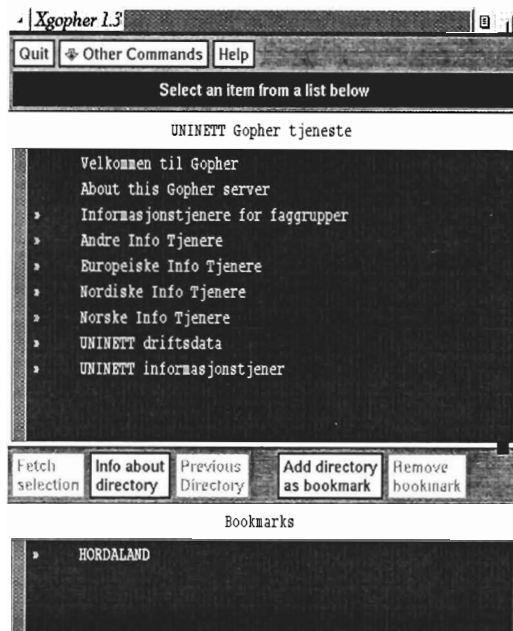 Xgopher 1.3
Quit Other Commands Help
Select an item from a list below
UNINETT Gopher tjeneste
Velkommen til Gopher
About this Gopher server
» Informasjonstjenere for faggrupper
» Andre Info Tjenere
» Europeiske Info Tjenere
» Nordiske Info Tjenere
» Norske Info Tjenere
» UNINETT driftsdata
» UNINETT informasjonstjener
Fetch selection
Info about directory
Previous Directory
Add directory as bookmark
Remove bookmark
Bookmarks
» HORDALAND